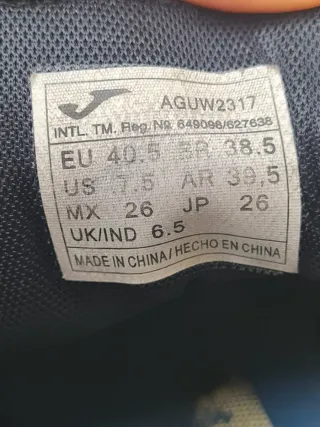 AGUW2317
INTL. TM. Reg. Nº 649096/627638
EU 40.5 BR 38.5
US 7.5 AR 39,5
MX 26 JP 26
UK/IND 6.5
MADE IN CHINA/HECHO EN CHINA